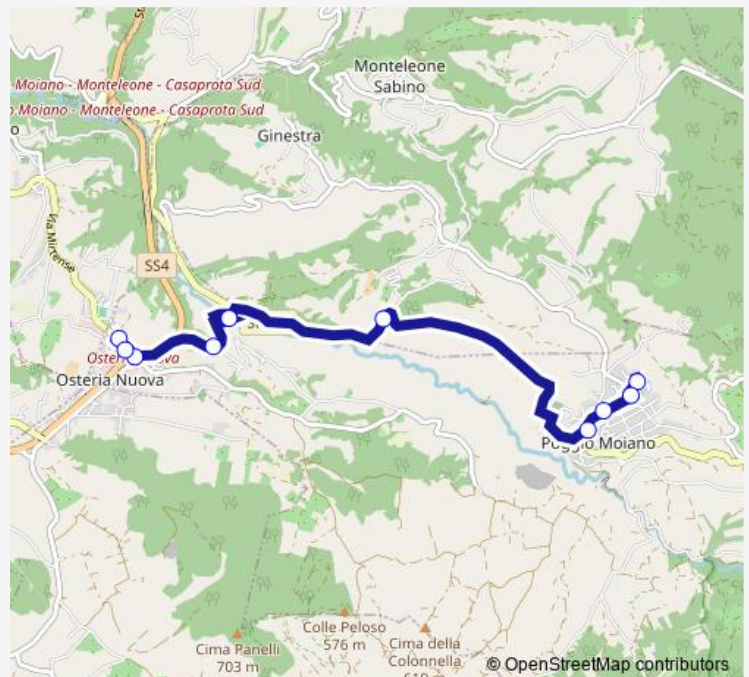 Monteleone
Sabino
Moiano - Monteleone - Casaprota Sud
o Moiano - Monteleone - Casaprota Sud
Ginestra
Via Mirtense
SS4
Osteria Nuova
Poggio Moiano
Colle Peloso
576 m
Cima Panelli
703 m
Cima della
Colonnella
© OpenStreetMap contributors